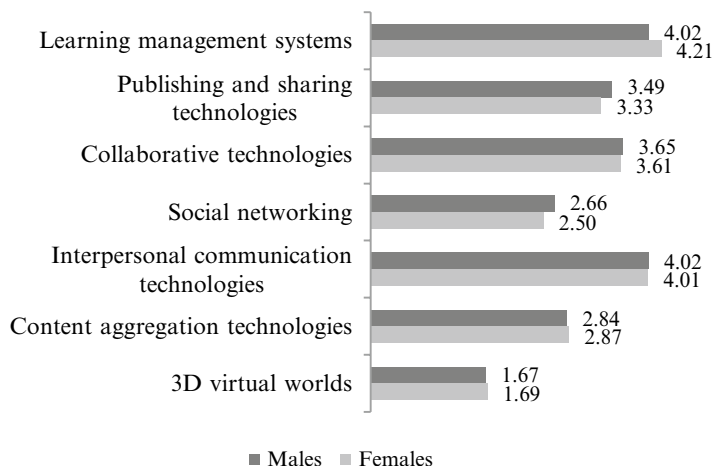 Learning management systems
4.02
4.21
Publishing and sharing
technologies
3.49
3.33
Collaborative technologies
3.65
3.61
Social networking
2.66
2.50
Interpersonal communication
technologies
4.02
4.01
Content aggregation technologies
2.84
2.87
3D virtual worlds
1.67
1.69
Males Females